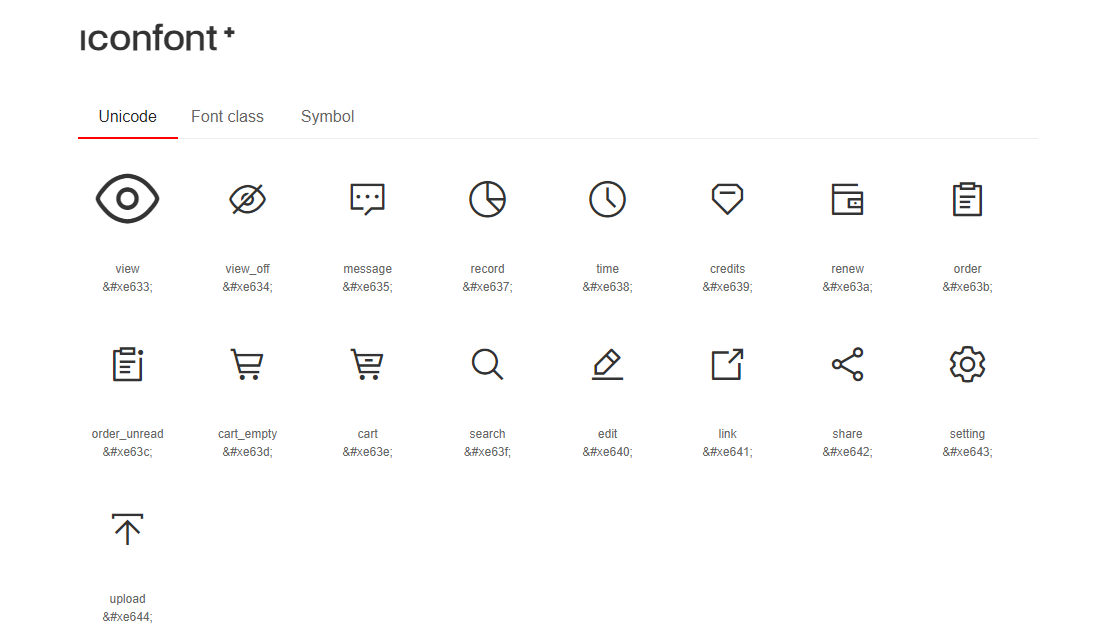 iconfont+
Unicode Font class Symbol
view view_off message record time credits renew order
&#xe633; &#xe634; &#xe635; &#xe637; &#xe638; &#xe639; &#xe63a; &#xe63b;
order_unread cart_empty cart search edit link share setting
&#xe63c; &#xe63d; &#xe63e; &#xe63f; &#xe640; &#xe641; &#xe642; &#xe643;
upload
&#xe644;